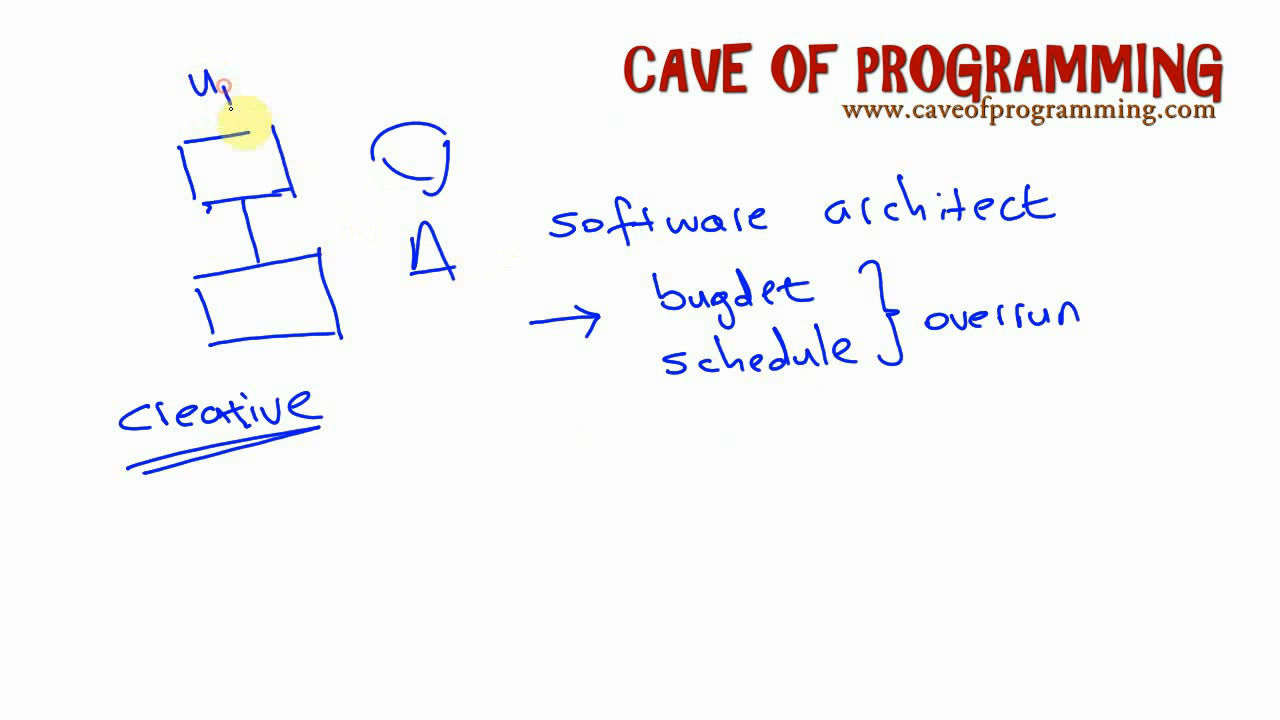 CAVE OF PROGRAMMING
www.caveofprogramming.com
software architect
bugdet
schedule
overrun
creative